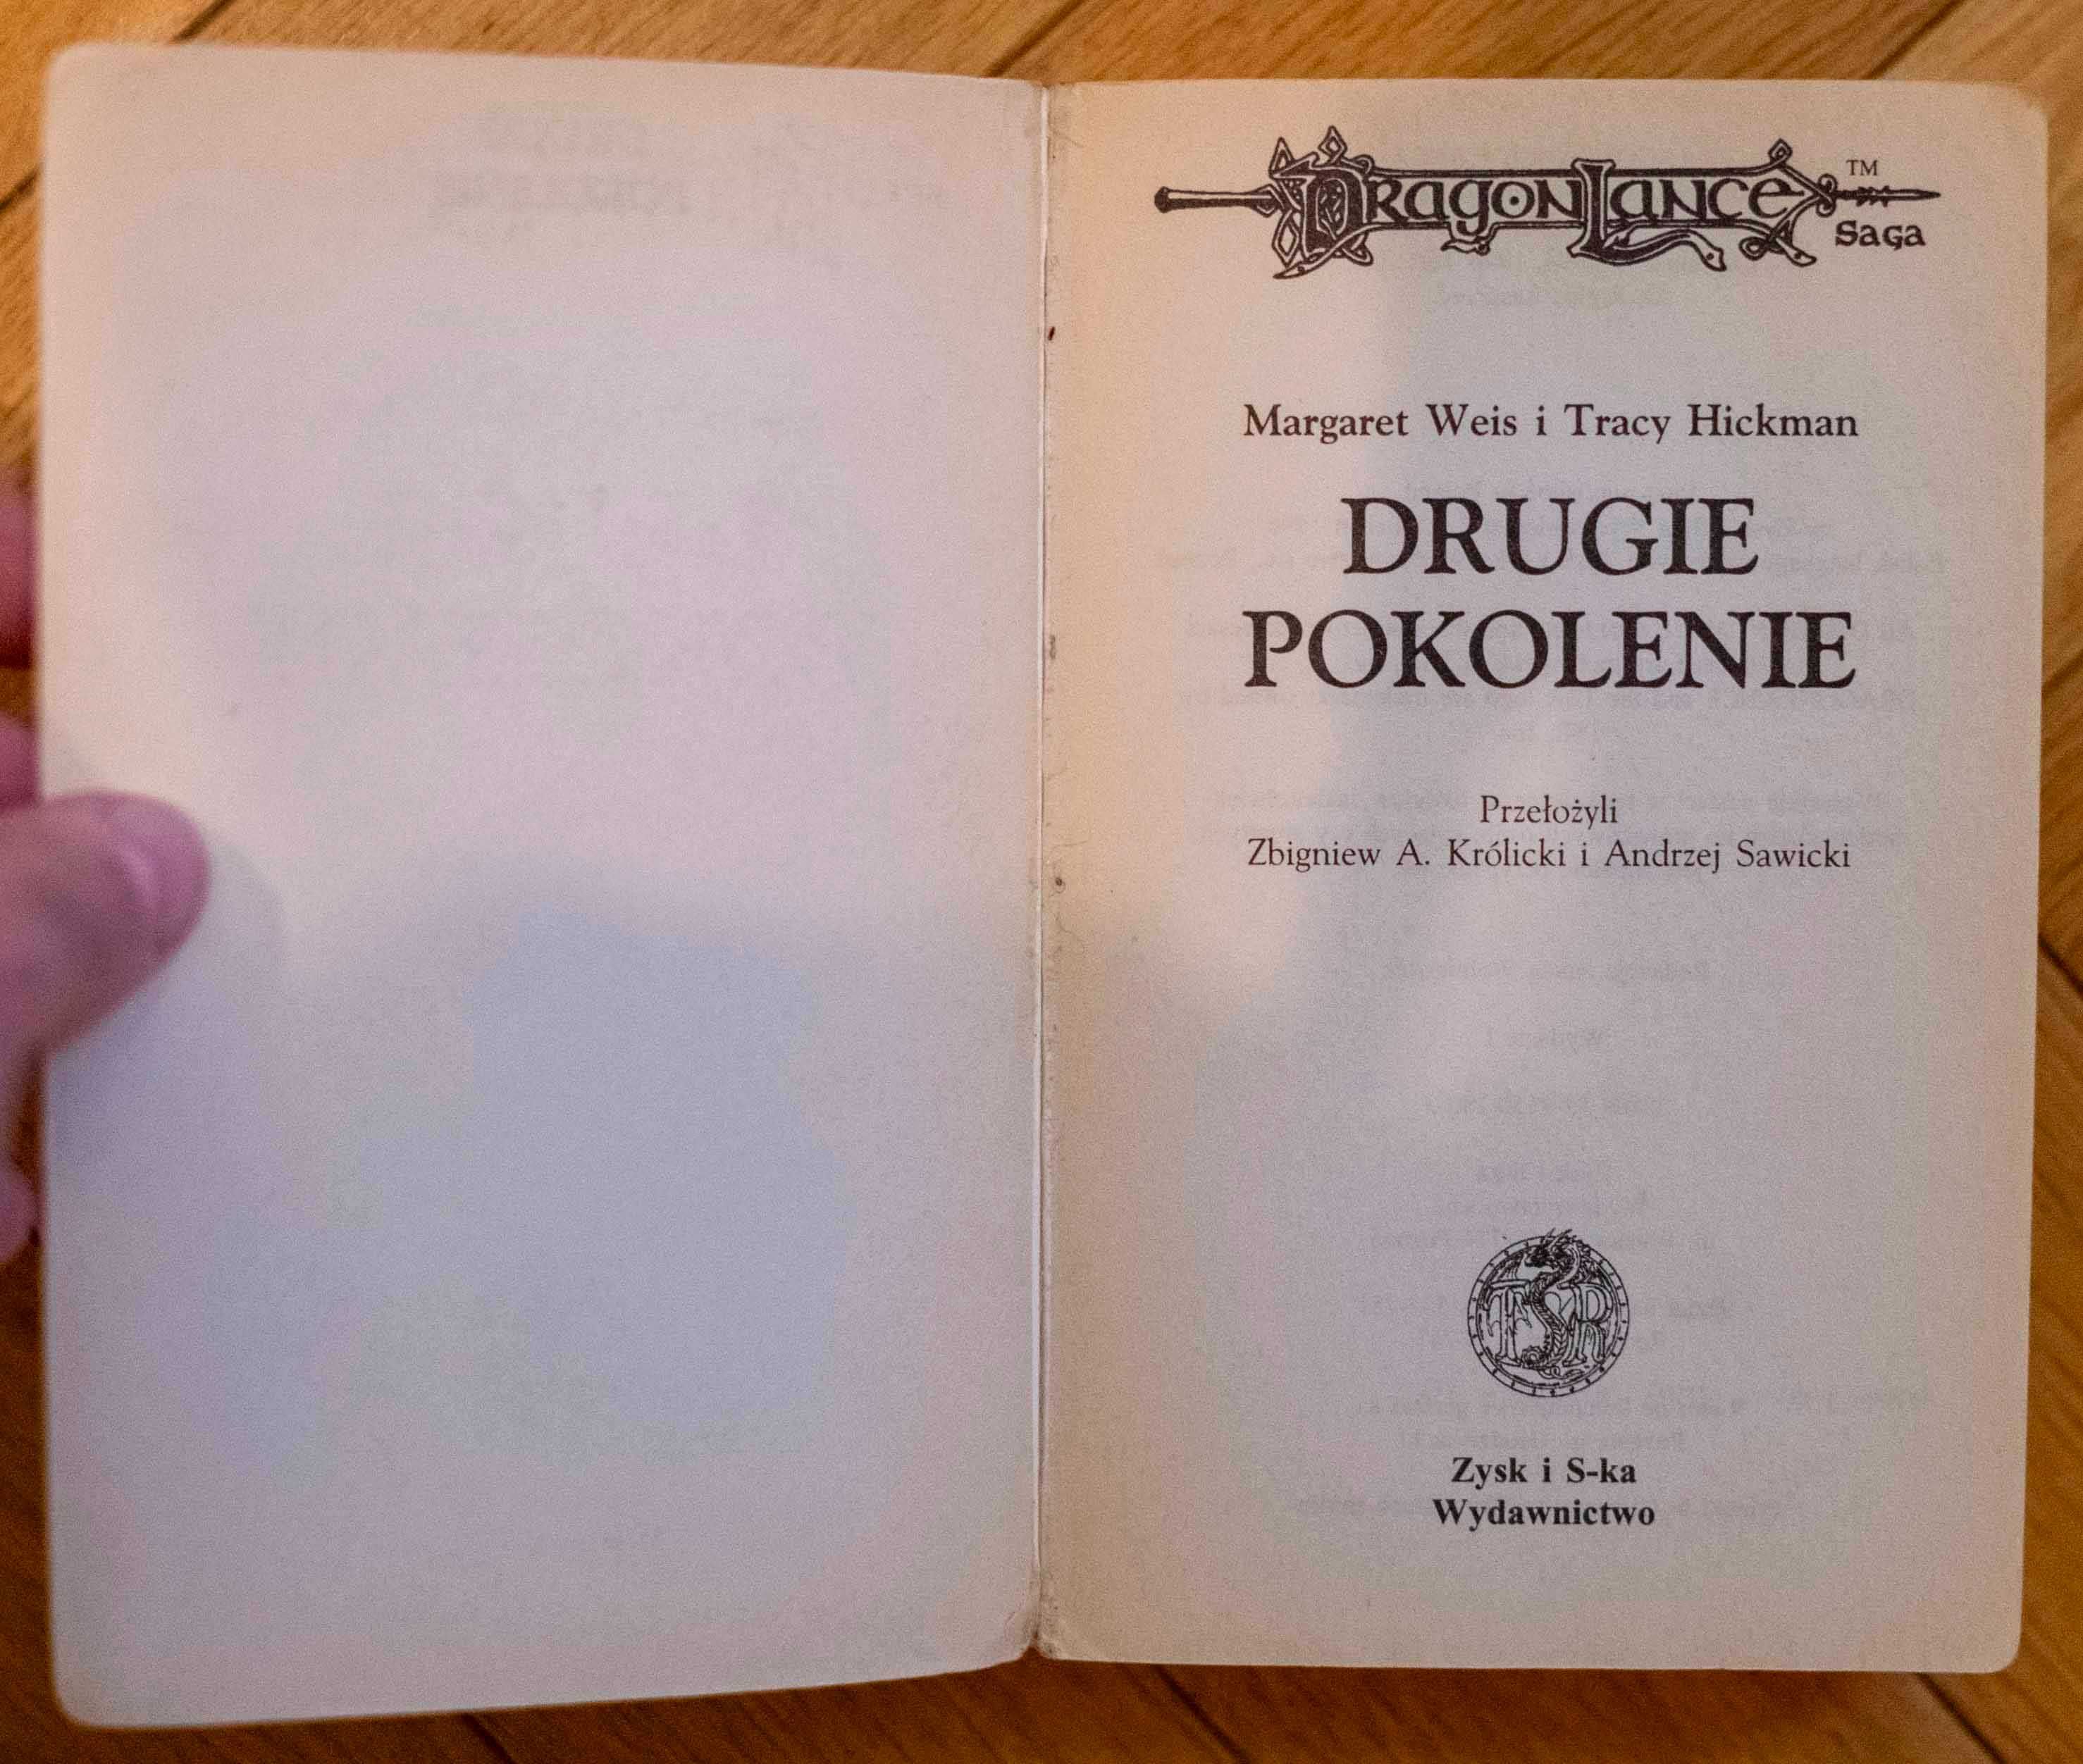 DRAGONLANCE TM
Saga
Margaret Weis i Tracy Hickman
DRUGIE
POKOLENIE
Przełożyli
Zbigniew A. Królicki i Andrzej Sawicki
TSR
Zysk i S-ka
Wydawnictwo